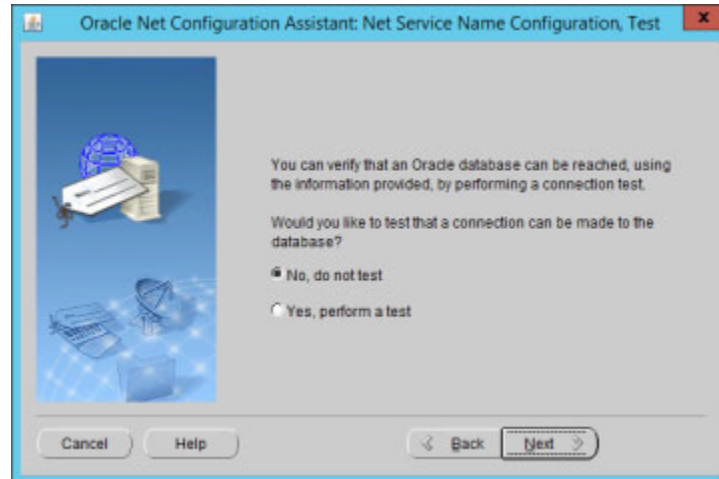 Oracle Net Configuration Assistant: Net Service Name Configuration, Test
x
You can verify that an Oracle database can be reached, using
the information provided, by performing a connection test.
Would you like to test that a connection can be made to the
database?
No, do not test
Yes, perform a test
Cancel
Help
Back
Next